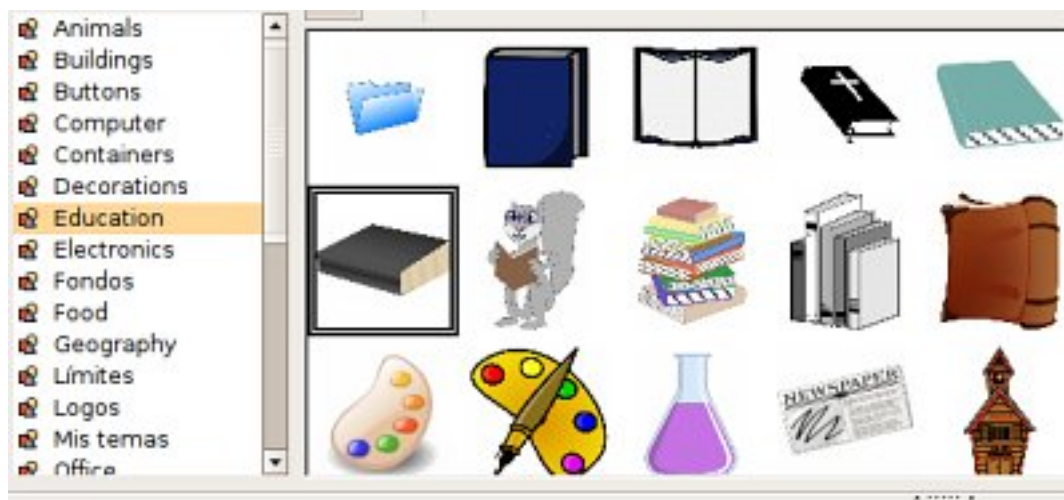 Animals
Buildings
Buttons
Computer
Containers
Decorations
Education
Electronics
Fondos
Food
Geography
Límites
Logos
Mis temas
Office
NEWSPAPER